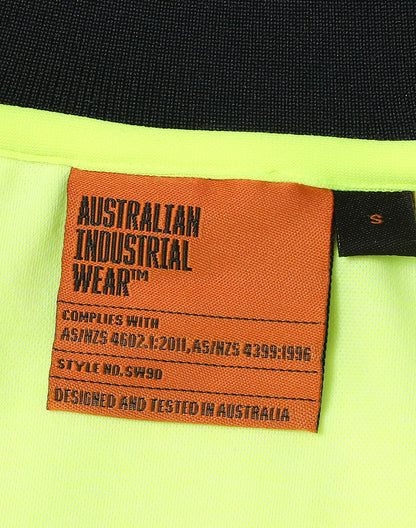 AUSTRALIAN
INDUSTRIAL
WEAR™
S
COMPLIES WITH
AS/NZS 4602.1:2011, AS/NZS 4399:1996
STYLE NO. SW90
DESIGNED AND TESTED IN AUSTRALIA